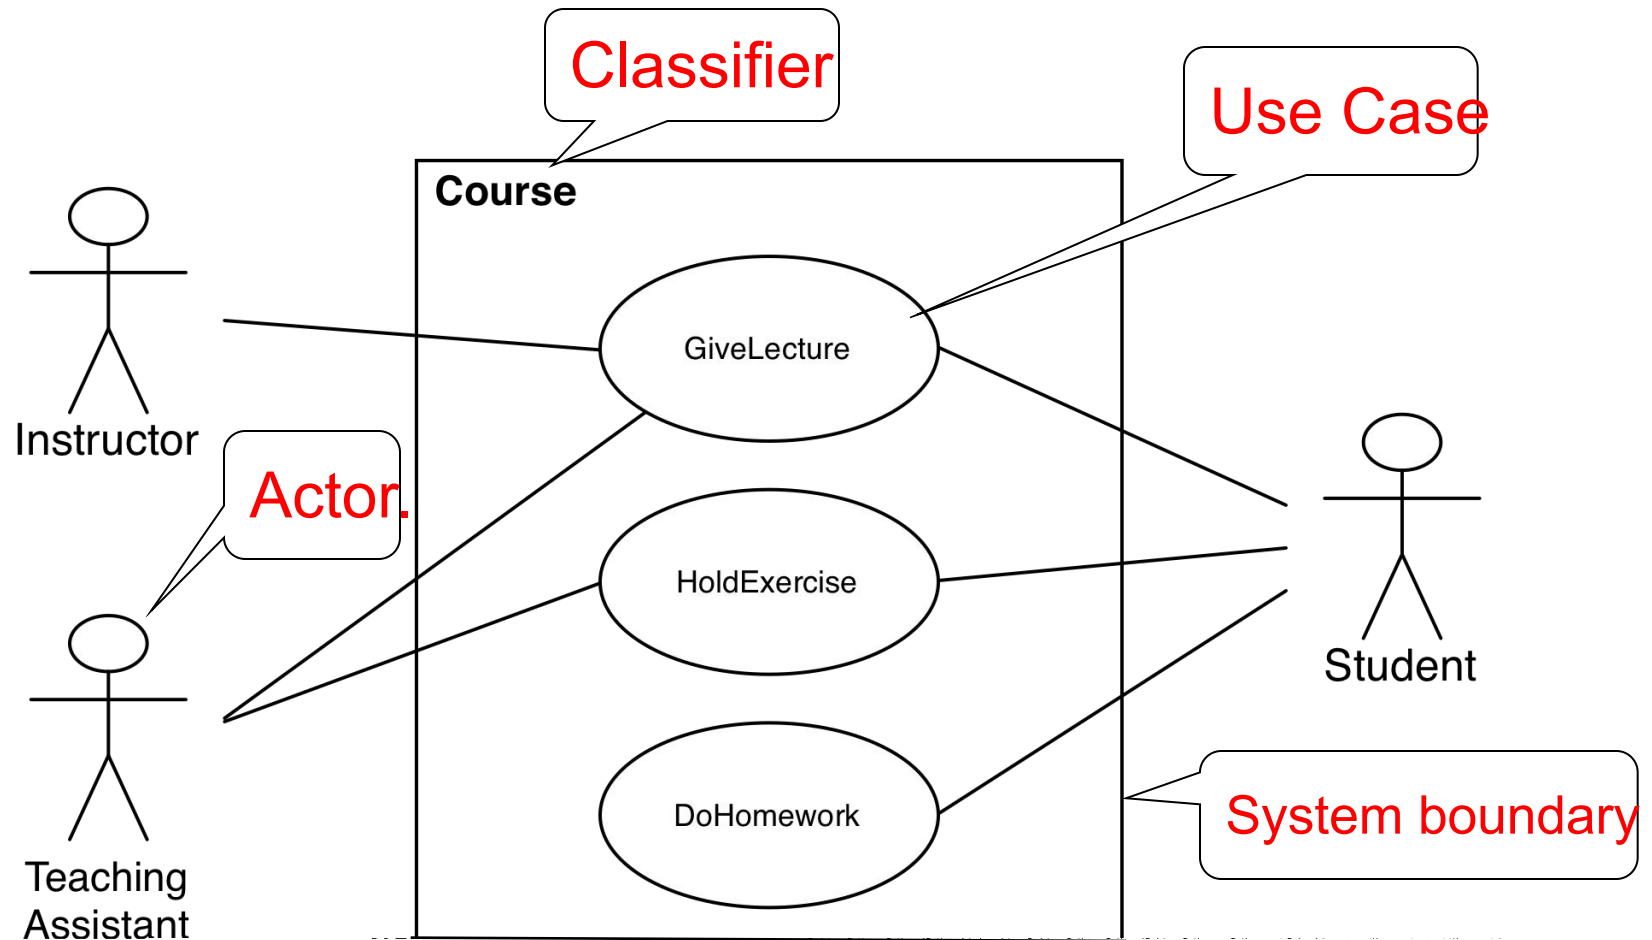 Classifier
Use Case
Course
GiveLecture
Instructor
Actor.
HoldExercise
Student
DoHomework
System boundary
Teaching
Assistant